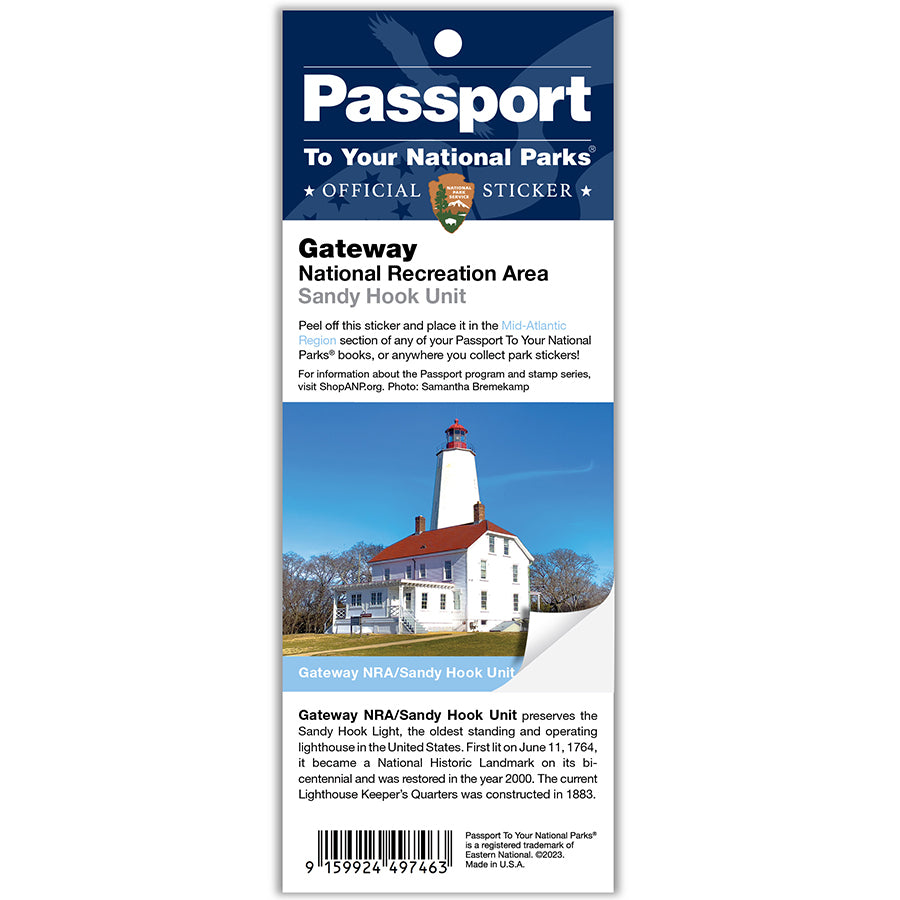 Passport
To Your National Parks®
★ OFFICIAL STICKER ★
NATIONAL
PARK
SERVICE
Gateway
National Recreation Area
Sandy Hook Unit
Peel off this sticker and place it in the Mid-Atlantic
Region section of any of your Passport To Your National
Parks® books, or anywhere you collect park stickers!
For information about the Passport program and stamp series,
visit ShopANP.org. Photo: Samantha Bremekamp
Gateway NRA/Sandy Hook Unit
Gateway NRA/Sandy Hook Unit preserves the
Sandy Hook Light, the oldest standing and operating
lighthouse in the United States. First lit on June 11, 1764,
it became a National Historic Landmark on its bi-
centennial and was restored in the year 2000. The current
Lighthouse Keeper's Quarters was constructed in 1883.
9 159924 497463
Passport To Your National Parks®
is a registered trademark of
Eastern National. ©2023.
Made in U.S.A.